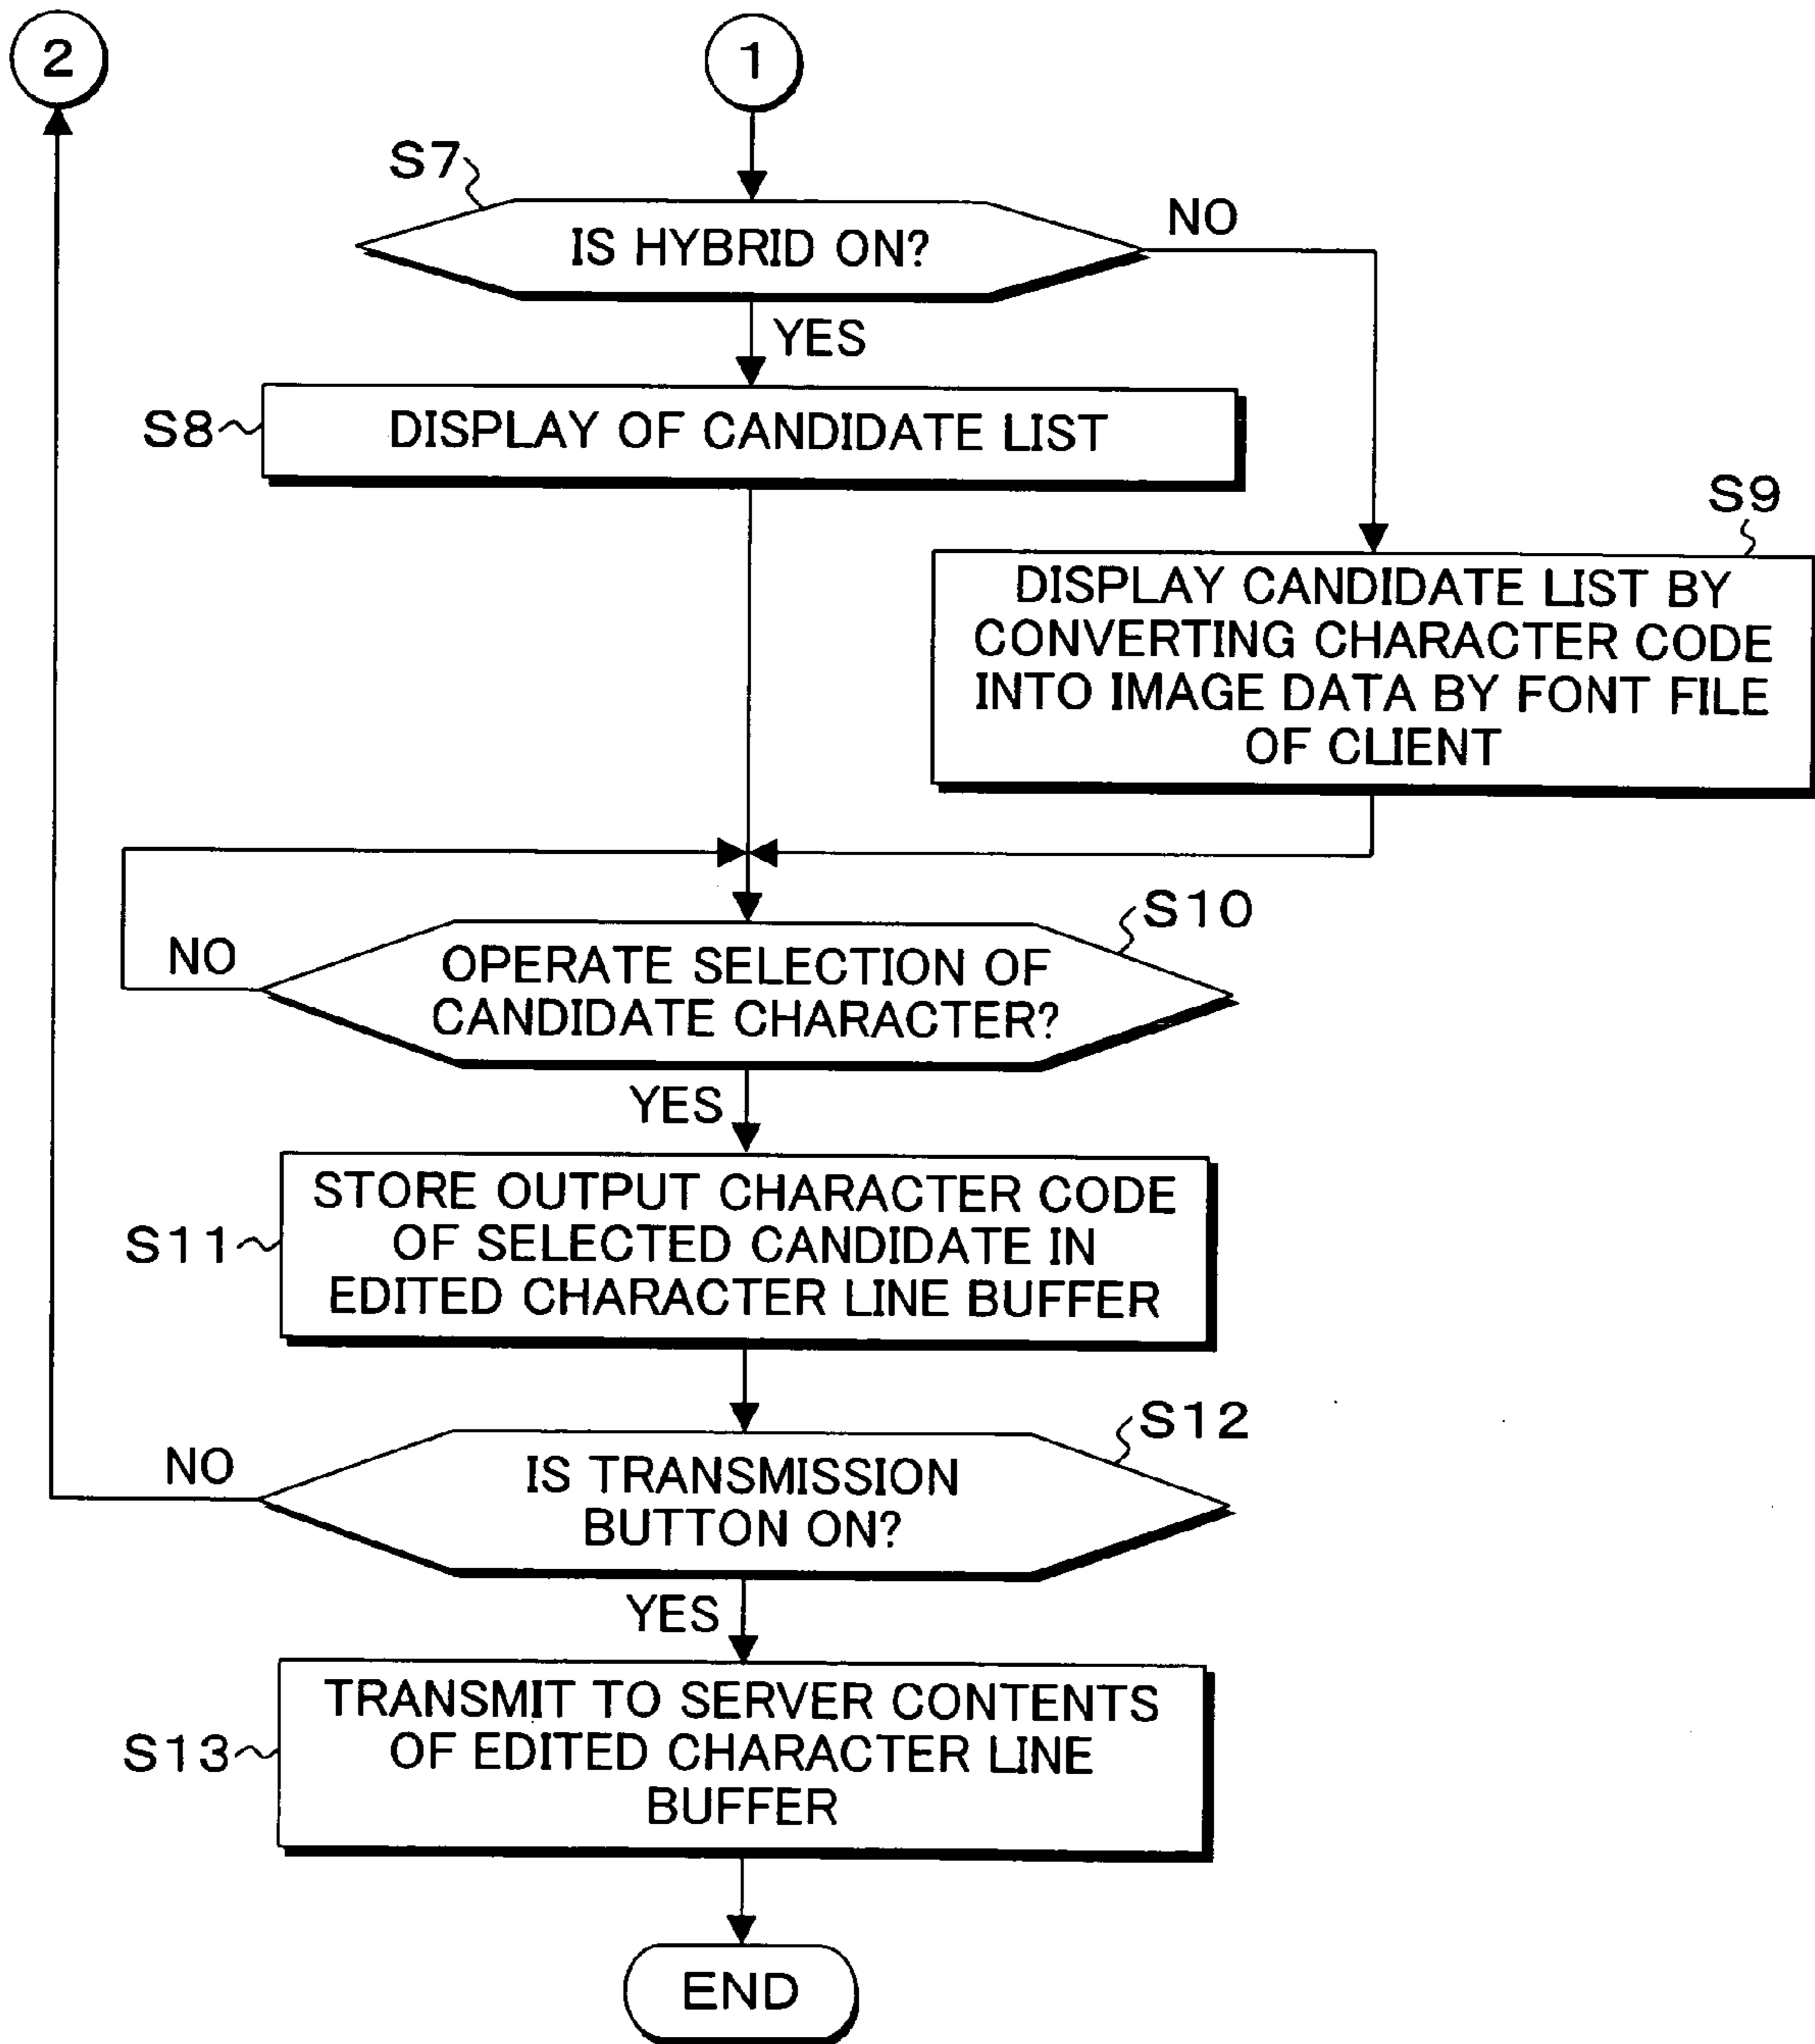 2
1
S7
IS HYBRID ON?
NO
YES
S8
DISPLAY OF CANDIDATE LIST
S9
DISPLAY CANDIDATE LIST BY
CONVERTING CHARACTER CODE
INTO IMAGE DATA BY FONT FILE
OF CLIENT
S10
NO
OPERATE SELECTION OF
CANDIDATE CHARACTER?
YES
S11
STORE OUTPUT CHARACTER CODE
OF SELECTED CANDIDATE IN
EDITED CHARACTER LINE BUFFER
S12
NO
IS TRANSMISSION
BUTTON ON?
YES
S13
TRANSMIT TO SERVER CONTENTS
OF EDITED CHARACTER LINE
BUFFER
END